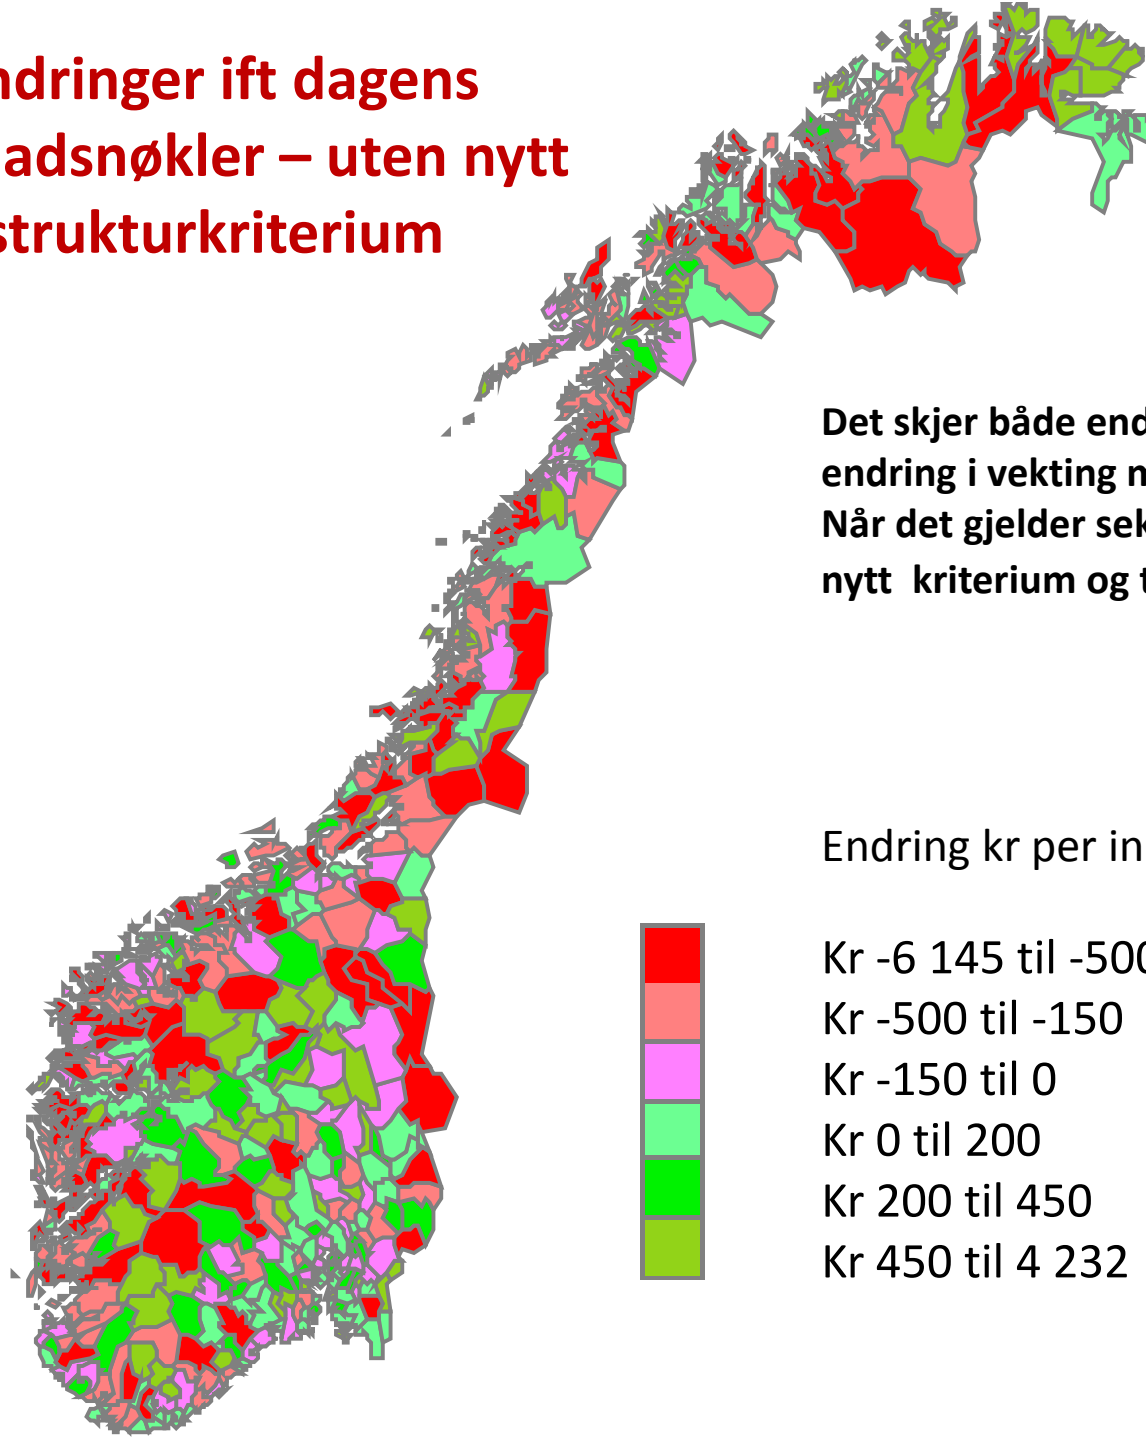 ndringer ift dagens
adsnøkler – uten nytt
strukturkriterium
Det skjer både end
endring i vekting n
Når det gjelder sek
nytt kriterium og t
Endring kr per in
Kr -6 145 til -500
Kr -500 til -150
Kr -150 til 0
Kr 0 til 200
Kr 200 til 450
Kr 450 til 4 232